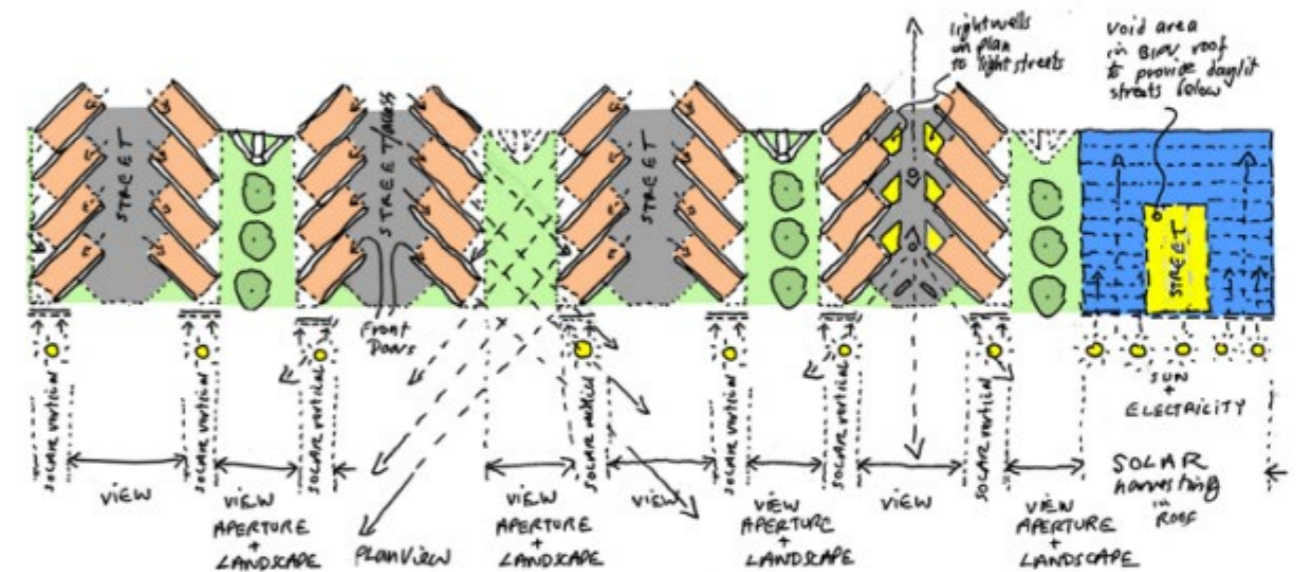 lightwells
in plan
to light streets
Void area
in BIPV roof
to provide daylit
streets below
STREET
STREET/access
STREET
STREET
Front
Doors
SOLAR vertical
SOLAR vertical
SOLAR vertical
SOLAR vertical
SOLAR vertical
SOLAR vertical
SOLAR vertical
SUN
+
ELECTRICITY
VIEW
VIEW
APERTURE
+
LANDSCAPE
Plan View
VIEW
APERTURE
+
LANDSCAPE
VIEW
VIEW
APERTURE
+
LANDSCAPE
VIEW
VIEW
APERTURE
+
LANDSCAPE
SOLAR
harvesting
in
ROOF